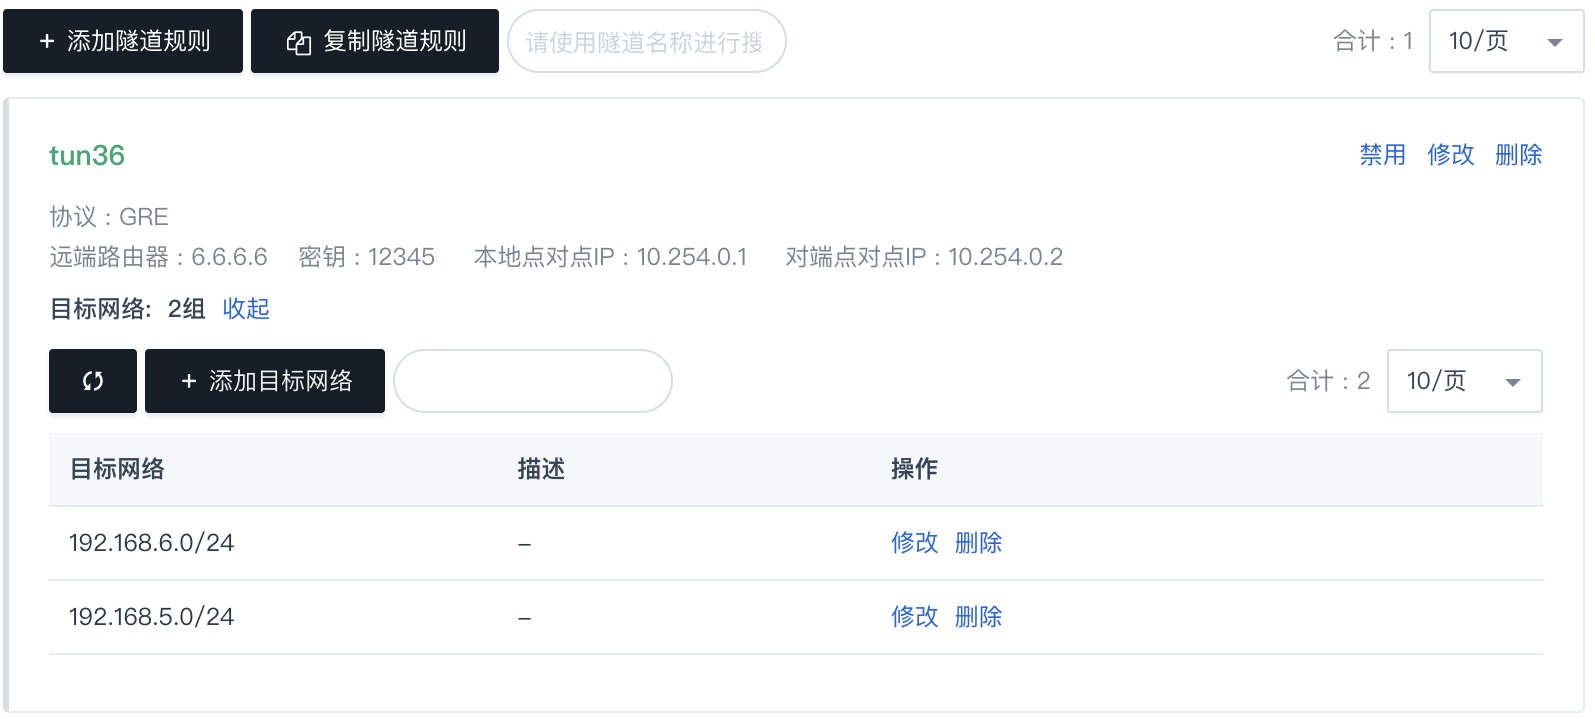 + 添加隧道规则 复制隧道规则 请使用隧道名称进行搜 合计：1 10/页
tun36 禁用 修改 删除
协议：GRE
远端路由器：6.6.6.6 密钥：12345 本地点对点IP：10.254.0.1 对端点对点IP：10.254.0.2
目标网络: 2组 收起
+ 添加目标网络 合计：2 10/页
目标网络 描述 操作
192.168.6.0/24 – 修改 删除
192.168.5.0/24 – 修改 删除